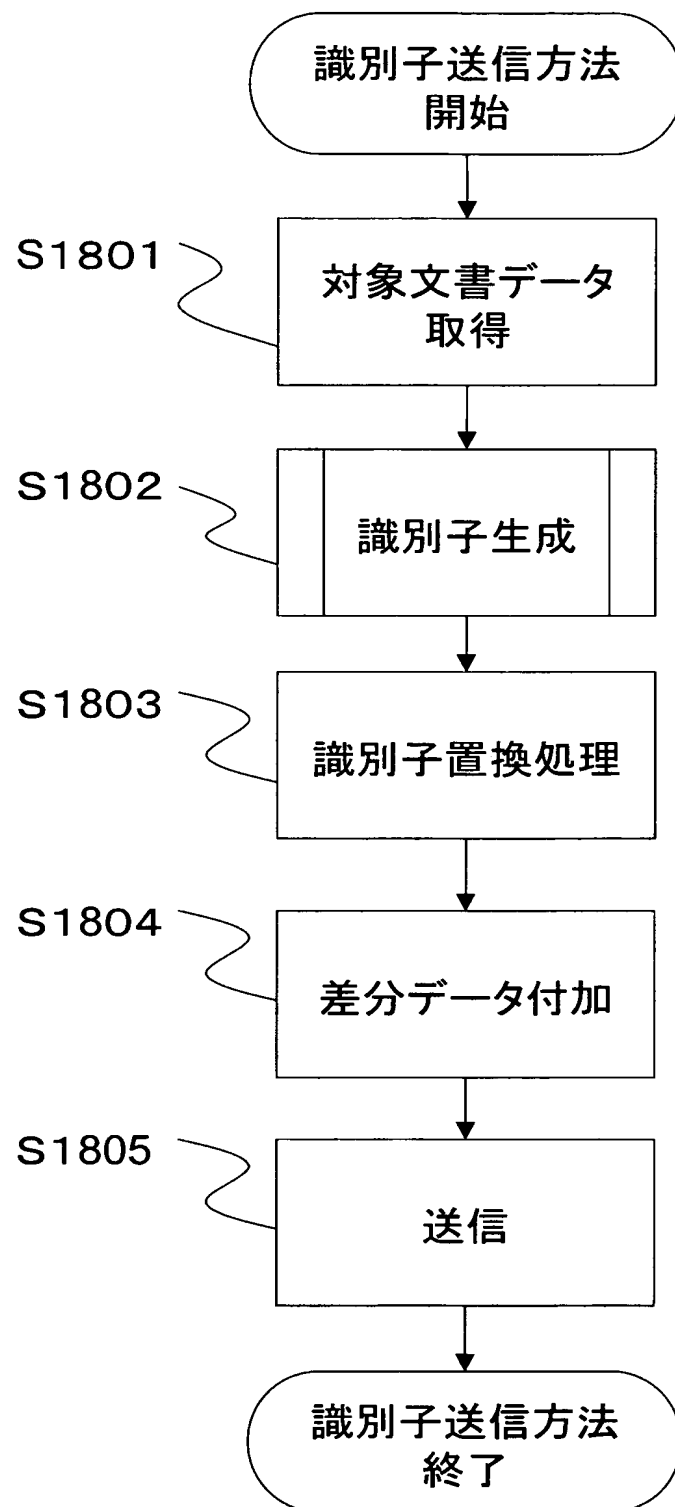 識別子送信方法
開始
S1801
対象文書データ
取得
S1802
識別子生成
S1803
識別子置換処理
S1804
差分データ付加
S1805
送信
識別子送信方法
終了